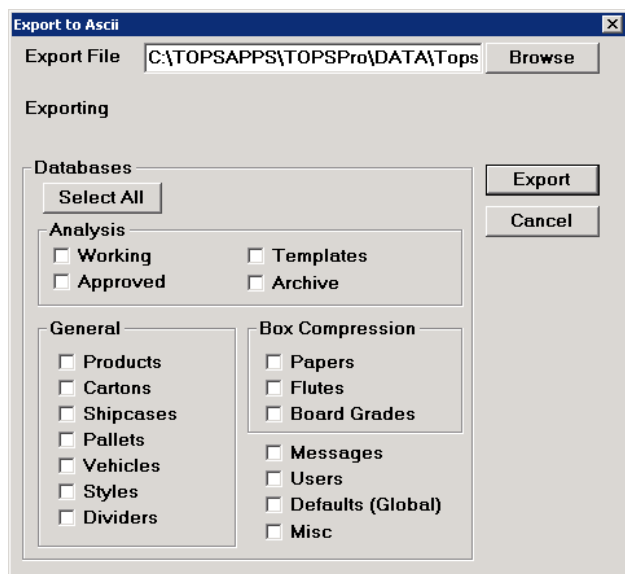 Export to Ascii
Export File C:\TOPSAPPS\TOPSPro\DATA\Tops Browse
Exporting
Databases
Select All
Export
Cancel
Analysis
Working
Templates
Approved
Archive
General
Products
Cartons
Shipcases
Pallets
Vehicles
Styles
Dividers
Box Compression
Papers
Flutes
Board Grades
Messages
Users
Defaults (Global)
Misc